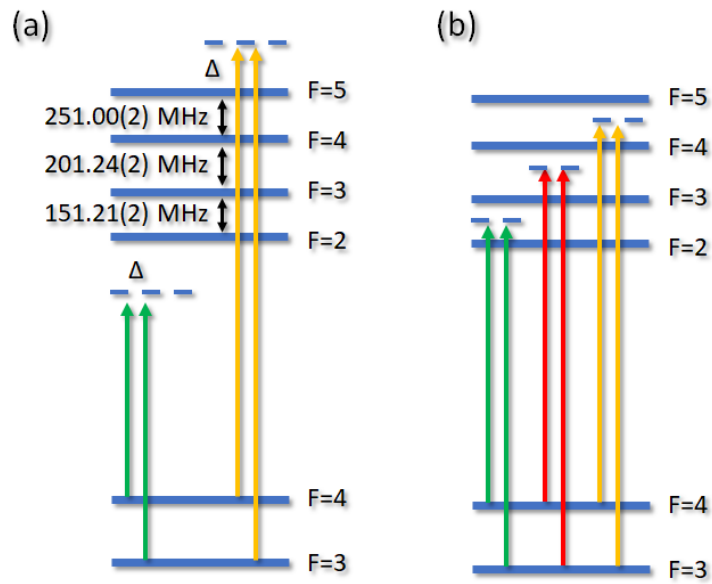 (a)
Δ
F=5
251.00(2) MHz
F=4
201.24(2) MHz
F=3
151.21(2) MHz
F=2
Δ
F=4
F=3
(b)
F=5
F=4
F=3
F=2
F=4
F=3